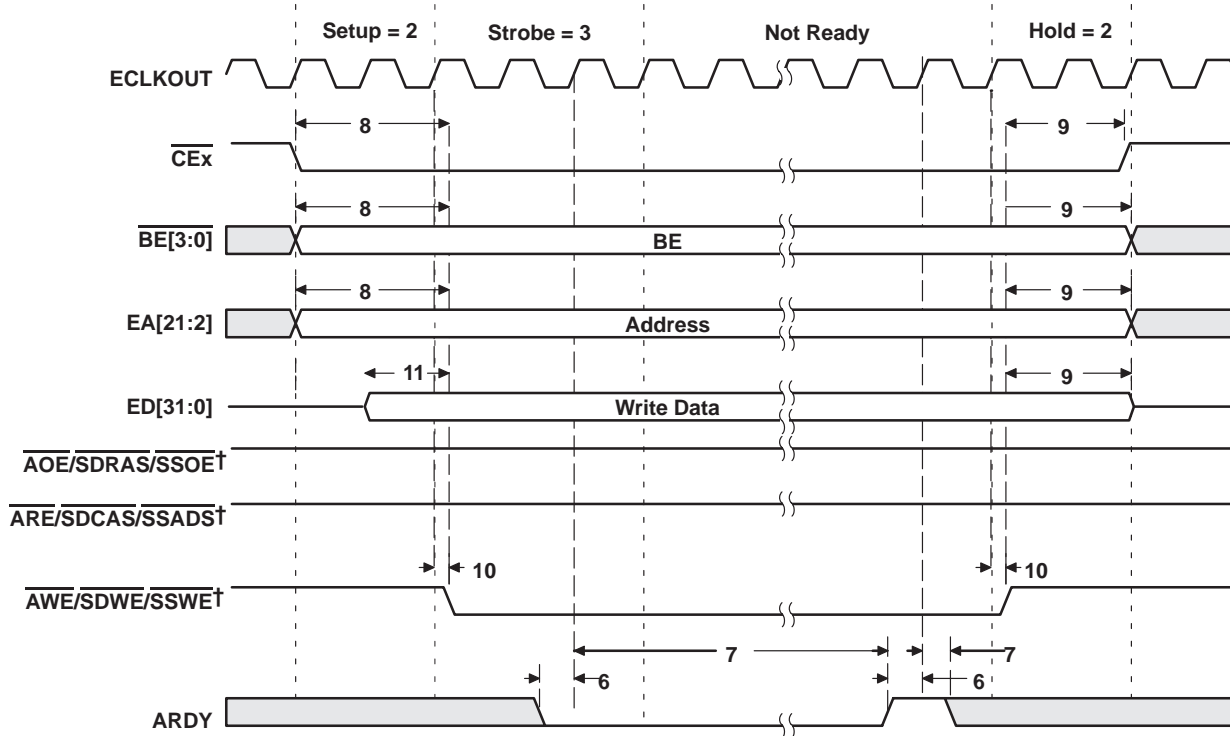 Setup = 2 Strobe = 3 Not Ready Hold = 2
ECLKOUT
8 9
CEx
8 9
BE[3:0] BE
8 9
EA[21:2] Address
11 9
ED[31:0] Write Data
AOE/SDRAS/SSOE†
ARE/SDCAS/SSADS†
10 10
AWE/SDWE/SSWE†
7 7
6 6
ARDY